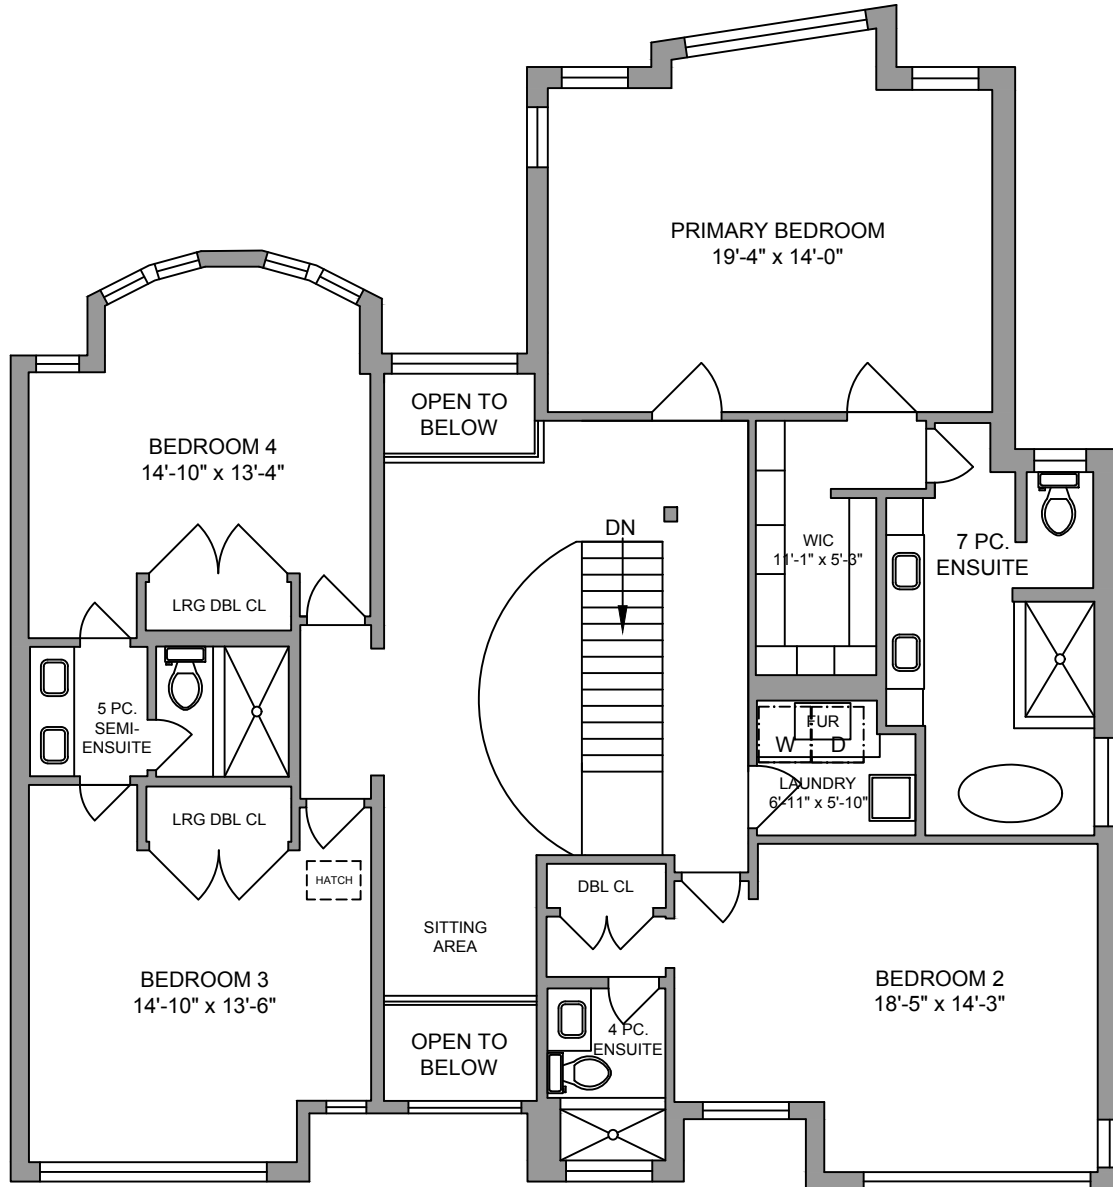 PRIMARY BEDROOM
19'-4" x 14'-0"
OPEN TO
BELOW
BEDROOM 4
14'-10" x 13'-4"
DN
WIC
11'-1" x 5'-3"
7 PC.
ENSUITE
LRG DBL CL
5 PC.
SEMI-
ENSUITE
FUR
W
D
LAUNDRY
6'-11" x 5'-10"
LRG DBL CL
HATCH
DBL CL
SITTING
AREA
BEDROOM 3
14'-10" x 13'-6"
BEDROOM 2
18'-5" x 14'-3"
4 PC.
ENSUITE
OPEN TO
BELOW